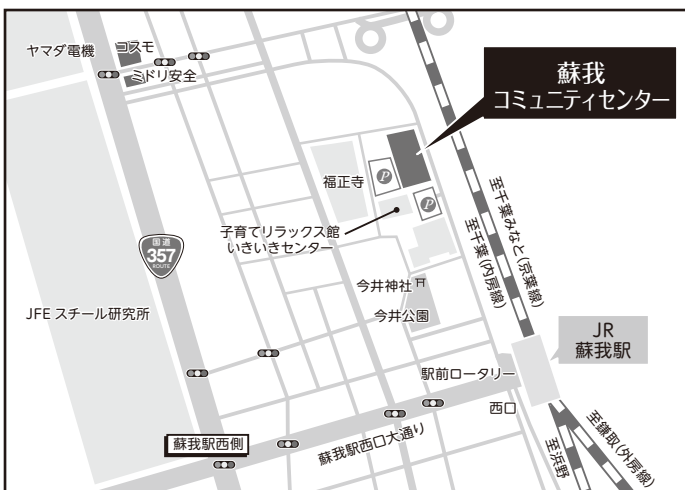 ヤマダ電機
コスモ
ミドリ安全
蘇我
コミュニティセンター
福正寺
P
P
子育てリラックス館
いきいきセンター
至千葉みなと(京葉線)
至千葉(内房線)
国道
357
ROUTE
今井神社
今井公園
JFE スチール研究所
JR
蘇我駅
駅前ロータリー
西口
蘇我駅西側
蘇我駅西口大通り
至浜野
至鎌取(外房線)